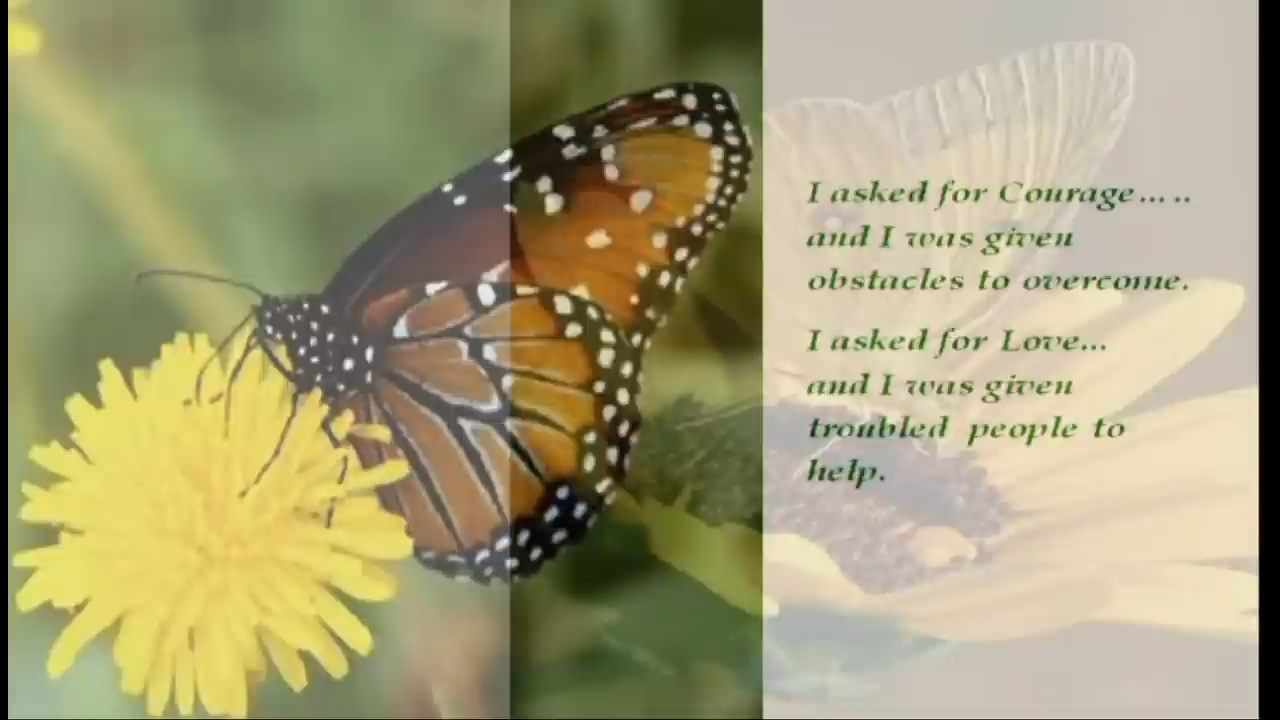 I asked for Courage.....
and I was given
obstacles to overcome.
I asked for Love...
and I was given
troubled people to
help.